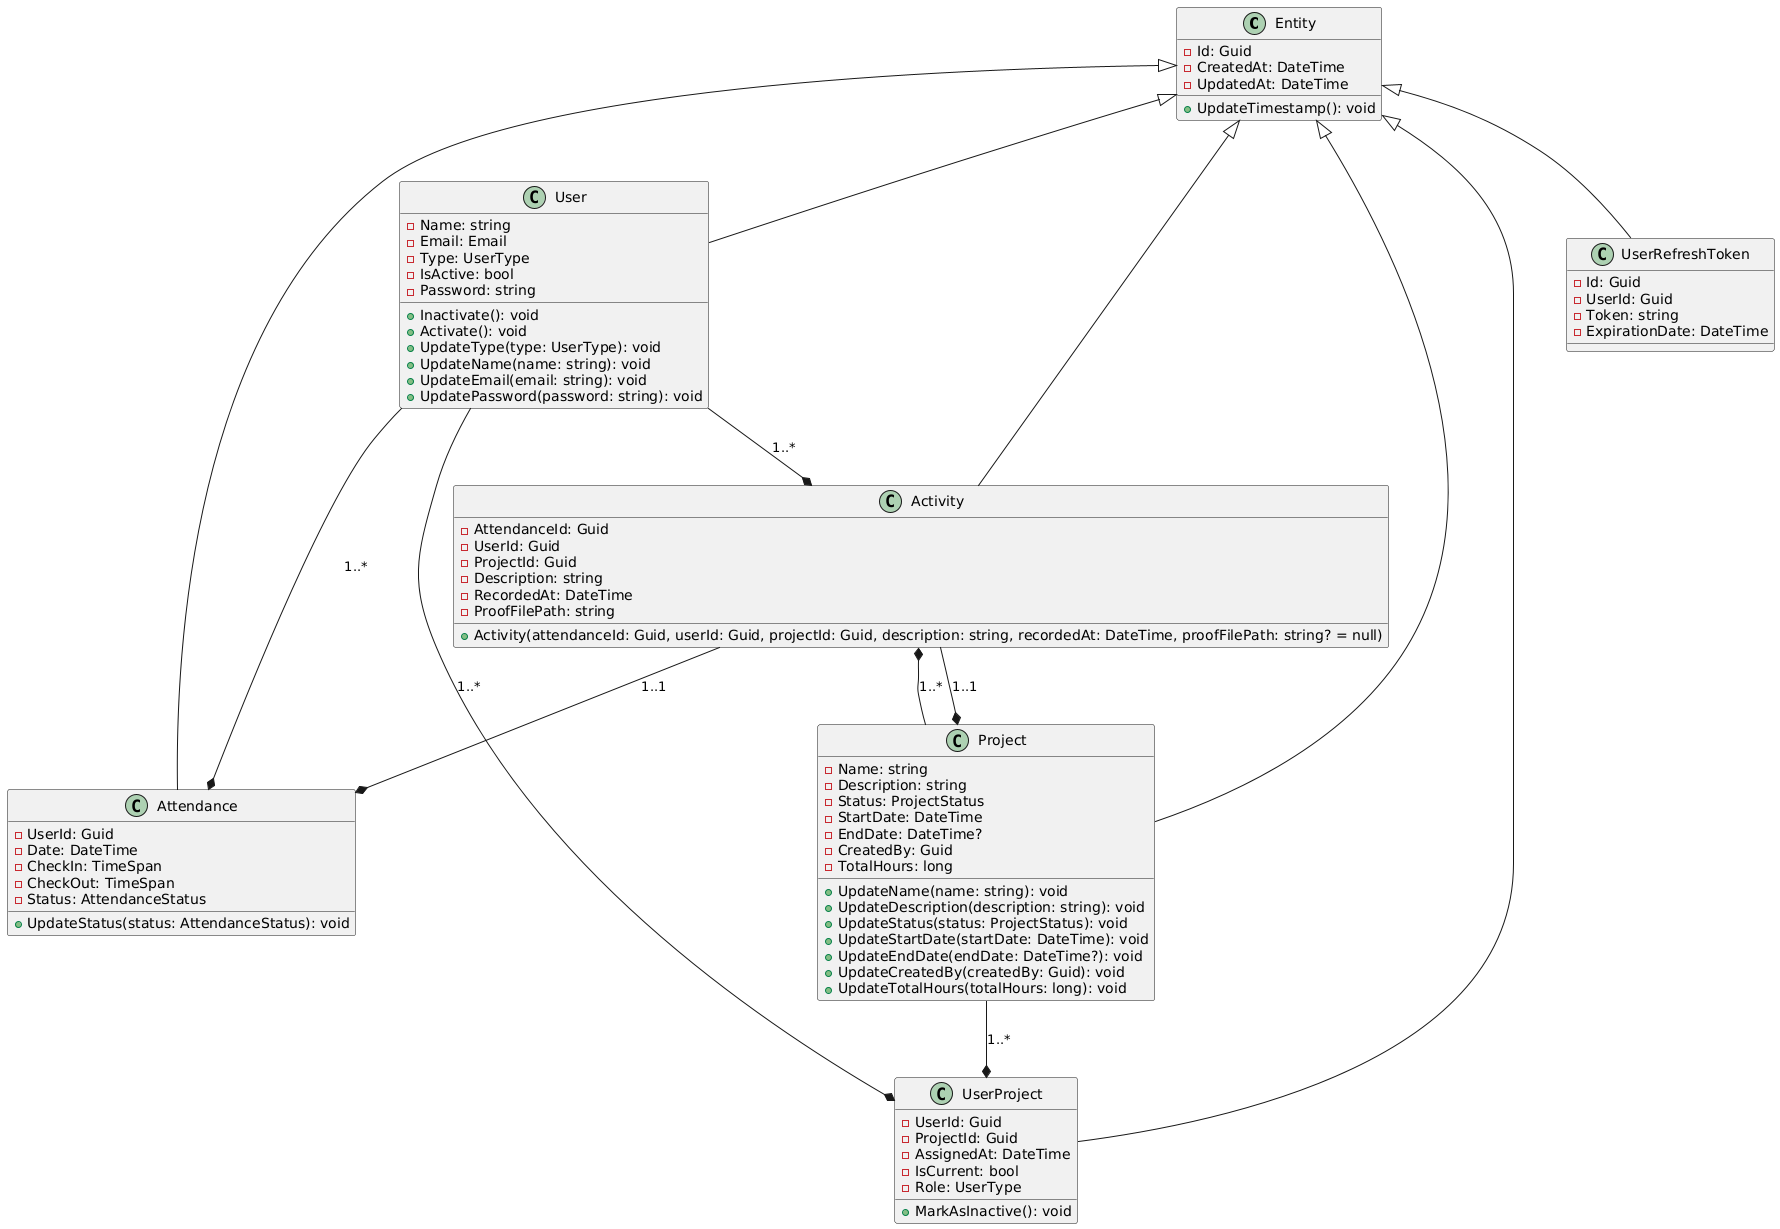 C Entity
Id: Guid
CreatedAt: DateTime
UpdatedAt: DateTime
UpdateTimestamp(): void
C User
Name: string
Email: Email
Type: UserType
IsActive: bool
Password: string
Inactivate(): void
Activate(): void
UpdateType(type: UserType): void
UpdateName(name: string): void
UpdateEmail(email: string): void
UpdatePassword(password: string): void
C UserRefreshToken
Id: Guid
UserId: Guid
Token: string
ExpirationDate: DateTime
1..*
C Activity
AttendanceId: Guid
UserId: Guid
ProjectId: Guid
Description: string
RecordedAt: DateTime
ProofFilePath: string
Activity(attendanceId: Guid, userId: Guid, projectId: Guid, description: string, recordedAt: DateTime, proofFilePath: string? = null)
1..*
1..*
1..1
1..*
1..1
C Project
Name: string
Description: string
Status: ProjectStatus
StartDate: DateTime
EndDate: DateTime?
CreatedBy: Guid
TotalHours: long
UpdateName(name: string): void
UpdateDescription(description: string): void
UpdateStatus(status: ProjectStatus): void
UpdateStartDate(startDate: DateTime): void
UpdateEndDate(endDate: DateTime?): void
UpdateCreatedBy(createdBy: Guid): void
UpdateTotalHours(totalHours: long): void
C Attendance
UserId: Guid
Date: DateTime
CheckIn: TimeSpan
CheckOut: TimeSpan
Status: AttendanceStatus
UpdateStatus(status: AttendanceStatus): void
1..*
C UserProject
UserId: Guid
ProjectId: Guid
AssignedAt: DateTime
IsCurrent: bool
Role: UserType
MarkAsInactive(): void